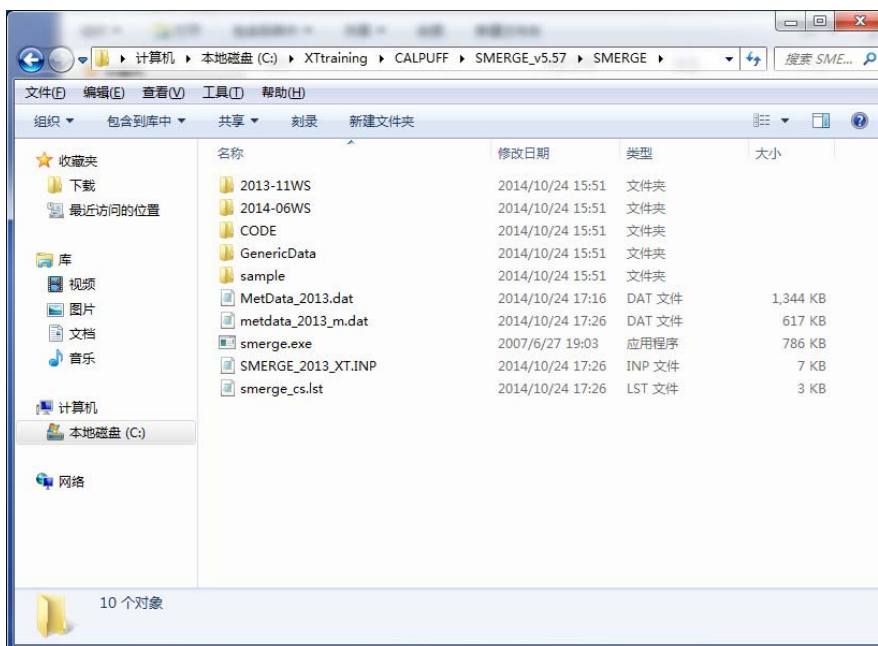 计算机 ▸ 本地磁盘 (C:) ▸ XTtraining ▸ CALPUFF ▸ SMERGE_v5.57 ▸ SMERGE ▸
搜索 SME...
文件(F) 编辑(E) 查看(V) 工具(T) 帮助(H)
组织 包含到库中 共享 刻录 新建文件夹
收藏夹
下载
最近访问的位置
库
视频
图片
文档
音乐
计算机
本地磁盘 (C:)
网络
名称 修改日期 类型 大小
2013-11WS 2014/10/24 15:51 文件夹
2014-06WS 2014/10/24 15:51 文件夹
CODE 2014/10/24 15:51 文件夹
GenericData 2014/10/24 15:51 文件夹
sample 2014/10/24 15:51 文件夹
MetData_2013.dat 2014/10/24 17:16 DAT 文件 1,344 KB
metdata_2013_m.dat 2014/10/24 17:26 DAT 文件 617 KB
smerge.exe 2007/6/27 19:03 应用程序 786 KB
SMERGE_2013_XT.INP 2014/10/24 17:26 INP 文件 7 KB
smerge_cs.lst 2014/10/24 17:26 LST 文件 3 KB
10 个对象